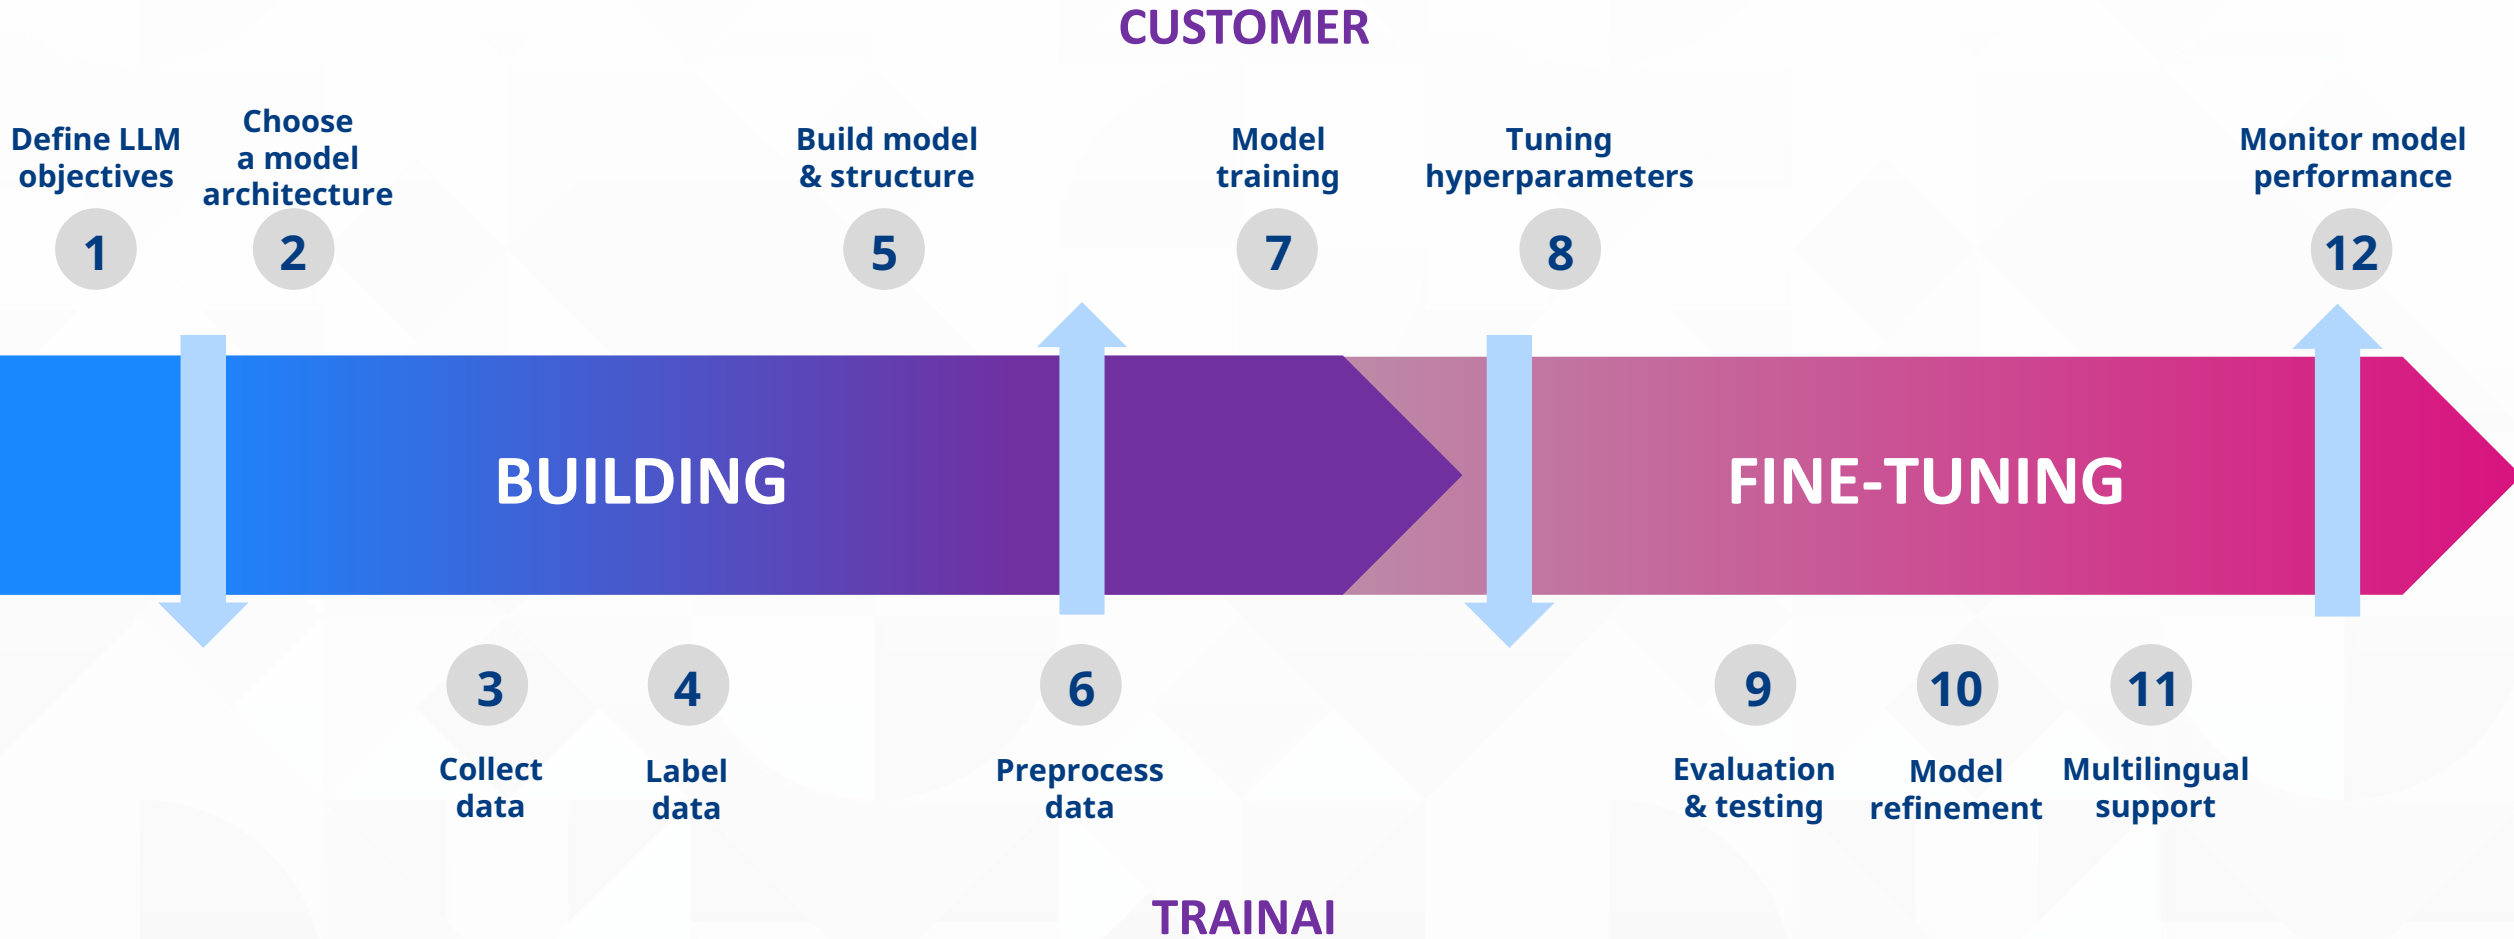 CUSTOMER
Define LLM
objectives
1
Choose
a model
architecture
2
Build model
& structure
5
Model
training
7
Tuning
hyperparameters
8
Monitor model
performance
12
BUILDING
FINE-TUNING
3
Collect
data
4
Label
data
6
Preprocess
data
9
Evaluation
& testing
10
Model
refinement
11
Multilingual
support
TRAINAI